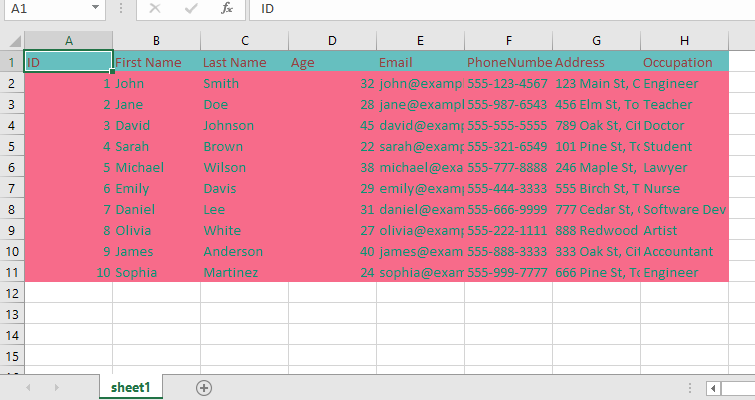 A1 fx ID
A B C D E F G H
1 ID First Name Last Name Age Email PhoneNumbe Address Occupation
2 1 John Smith 32 john@examp 555-123-4567 123 Main St, C Engineer
3 2 Jane Doe 28 jane@exampl 555-987-6543 456 Elm St, To Teacher
4 3 David Johnson 45 david@examp 555-555-5555 789 Oak St, Cit Doctor
5 4 Sarah Brown 22 sarah@examp 555-321-6549 101 Pine St, To Student
6 5 Michael Wilson 38 michael@exa 555-777-8888 246 Maple St, Lawyer
7 6 Emily Davis 29 emily@examp 555-444-3333 555 Birch St, T Nurse
8 7 Daniel Lee 31 daniel@exam 555-666-9999 777 Cedar St, Software Dev
9 8 Olivia White 27 olivia@examp 555-222-1111 888 Redwood Artist
10 9 James Anderson 40 james@exam 555-888-3333 333 Oak St, Cit Accountant
11 10 Sophia Martinez 24 sophia@exam 555-999-7777 666 Pine St, To Engineer
12
13
14
15
sheet1